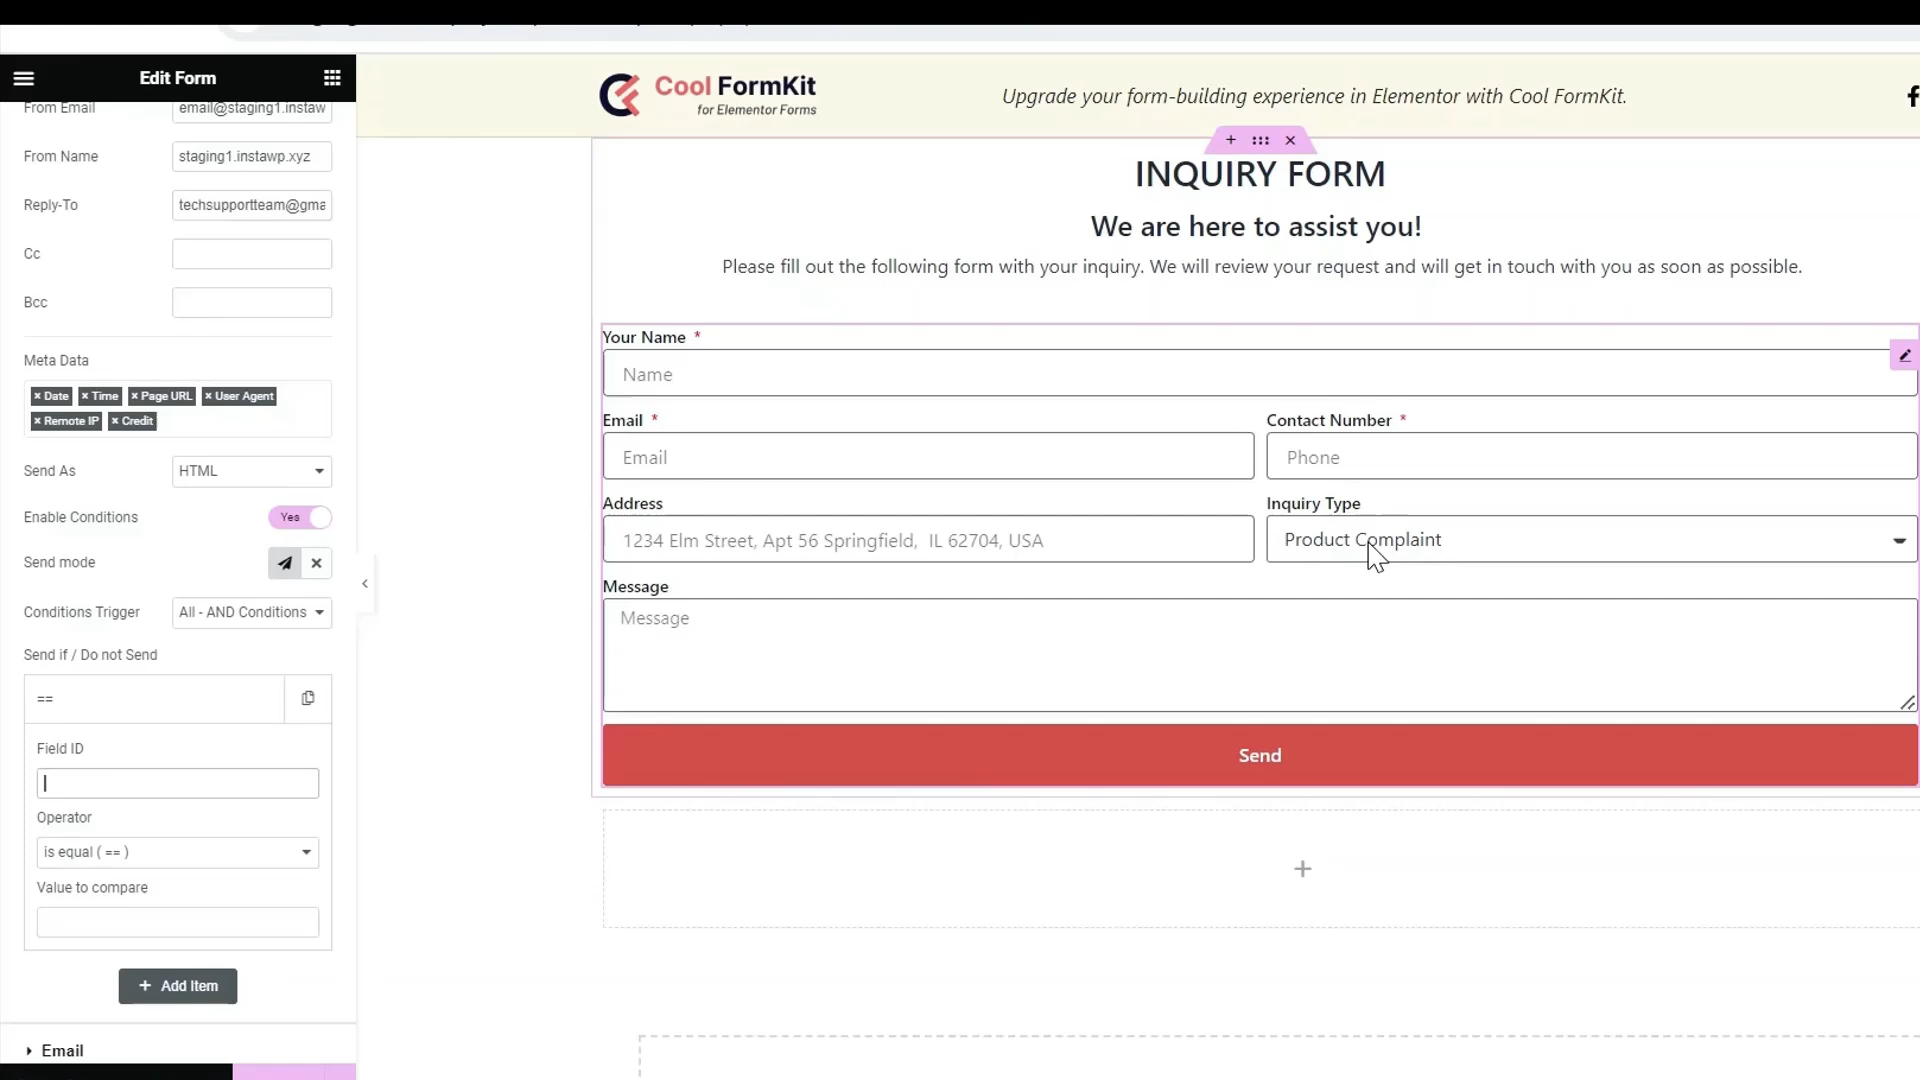 Edit Form
From Email
email@staging1.instaw
From Name
staging1.instawp.xyz
Reply-To
techsupportteam@gma
Cc
Bcc
Meta Data
× Date × Time × Page URL × User Agent
× Remote IP × Credit
Send As
HTML
Enable Conditions
Yes
Send mode
Conditions Trigger
All - AND Conditions
Send if / Do not Send
==
Field ID
Operator
is equal ( == )
Value to compare
+ Add Item
Email
Cool FormKit
for Elementor Forms
Upgrade your form-building experience in Elementor with Cool FormKit.
INQUIRY FORM
We are here to assist you!
Please fill out the following form with your inquiry. We will review your request and will get in touch with you as soon as possible.
Your Name *
Name
Email *
Email
Contact Number *
Phone
Address
1234 Elm Street, Apt 56 Springfield, IL 62704, USA
Inquiry Type
Product Complaint
Message
Message
Send